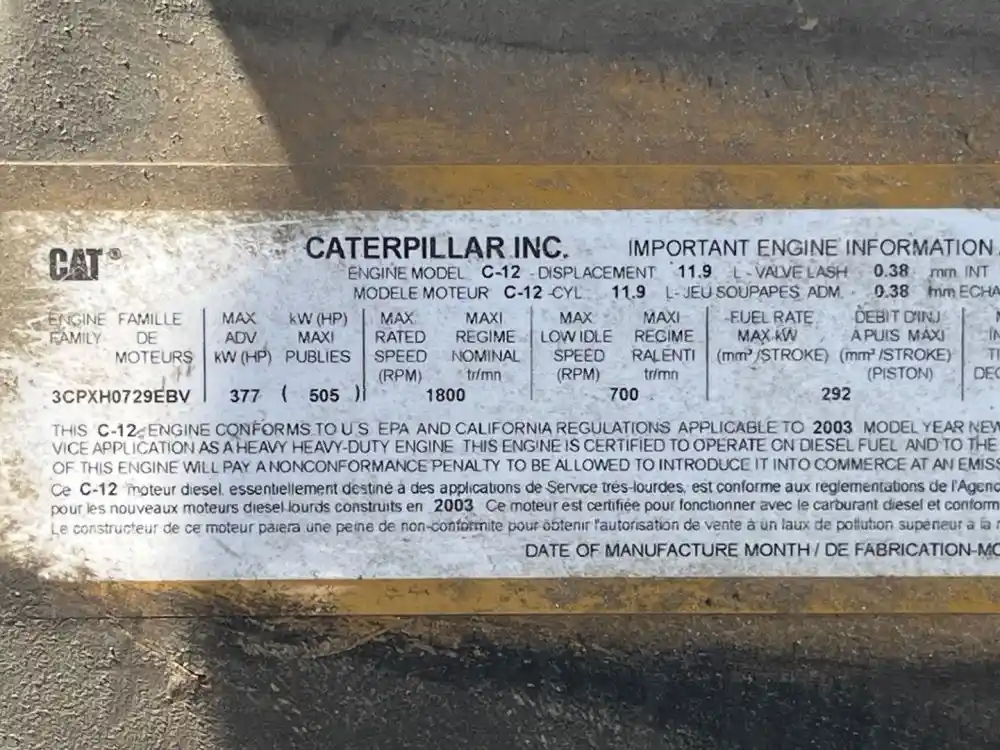 CAT®
CATERPILLAR INC. IMPORTANT ENGINE INFORMATION
ENGINE MODEL C-12 -DISPLACEMENT 11.9 L - VALVE LASH 0.38 mm INT
MODELE MOTEUR C-12 -CYL 11.9 L- JEU SOUPAPES ADM. 0.38 mm ECHA
ENGINE FAMILLE MAX kW (HP) MAX MAXI MAX MAXI FUEL RATE DEBIT D'INJ
FAMILY DE ADV MAXI RATED REGIME LOW IDLE REGIME MAX kW A PUIS MAXI
MOTEURS kW (HP) PUBLIES SPEED NOMINAL SPEED RALENTI (mm³/STROKE) (mm³/STROKE)
(RPM) tr/mn (RPM) tr/mn (PISTON) DEC
3CPXH0729EBV 377 ( 505 ) 1800 700 292
THIS C-12 ENGINE CONFORMS TO U S EPA AND CALIFORNIA REGULATIONS APPLICABLE TO 2003 MODEL YEAR NEW
VICE APPLICATION AS A HEAVY HEAVY-DUTY ENGINE THIS ENGINE IS CERTIFIED TO OPERATE ON DIESEL FUEL AND TO THE
OF THIS ENGINE WILL PAY A NONCONFORMANCE PENALTY TO BE ALLOWED TO INTRODUCE IT INTO COMMERCE AT AN EMISS
Ce C-12 moteur diesel, essentiellement destiné à des applications de Service très-lourdes, est conforme aux reglementations de l'Agenc
pour les nouveaux moteurs diesel lourds construits en 2003 Ce moteur est certifiée pour fonctionner avec le carburant diesel et conform
Le constructeur de ce moteur paiera une peine de non-conformite pour obtenir l'autorisation de vente à un taux de pollution superieur a la
DATE OF MANUFACTURE MONTH / DE FABRICATION-MO